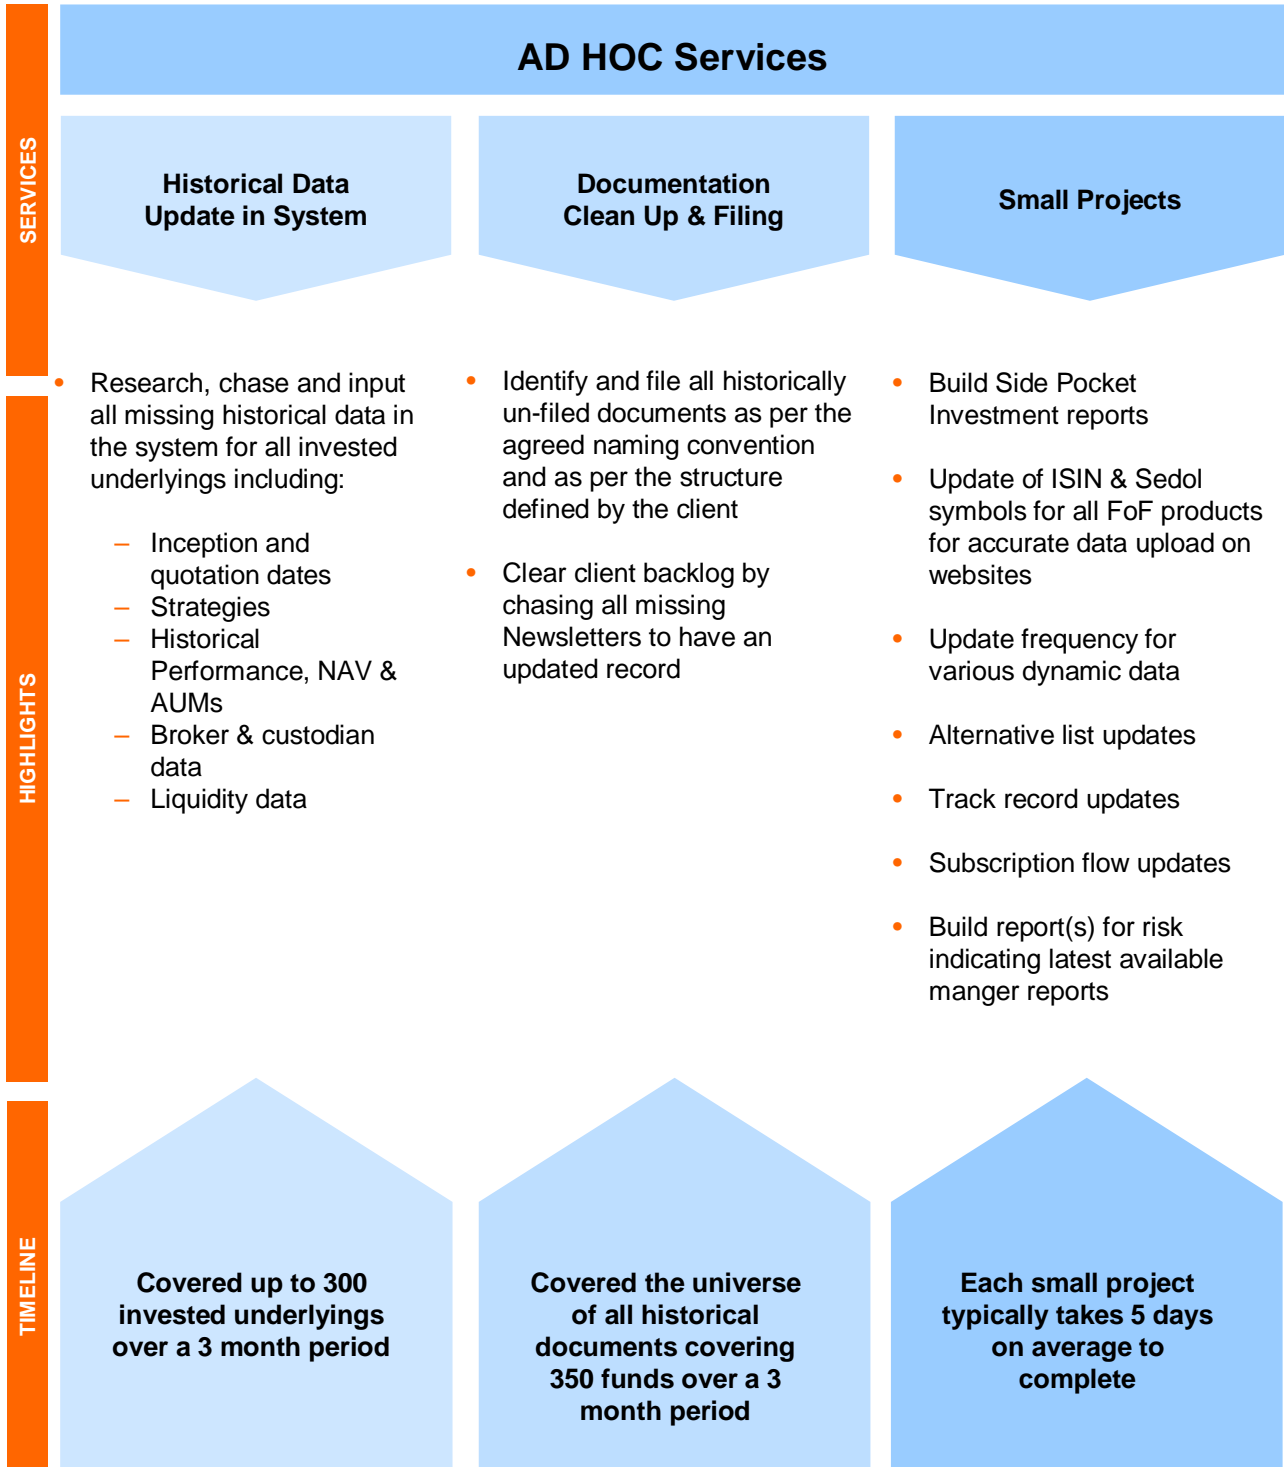 AD HOC Services
SERVICES
Historical Data
Update in System
Documentation
Clean Up & Filing
Small Projects
HIGHLIGHTS
• Research, chase and input
all missing historical data in
the system for all invested
underlyings including:
– Inception and
quotation dates
– Strategies
– Historical
Performance, NAV &
AUMs
– Broker & custodian
data
– Liquidity data
• Identify and file all historically
un-filed documents as per the
agreed naming convention
and as per the structure
defined by the client
• Clear client backlog by
chasing all missing
Newsletters to have an
updated record
• Build Side Pocket
Investment reports
• Update of ISIN & Sedol
symbols for all FoF products
for accurate data upload on
websites
• Update frequency for
various dynamic data
• Alternative list updates
• Track record updates
• Subscription flow updates
• Build report(s) for risk
indicating latest available
manger reports
TIMELINE
Covered up to 300
invested underlyings
over a 3 month period
Covered the universe
of all historical
documents covering
350 funds over a 3
month period
Each small project
typically takes 5 days
on average to
complete